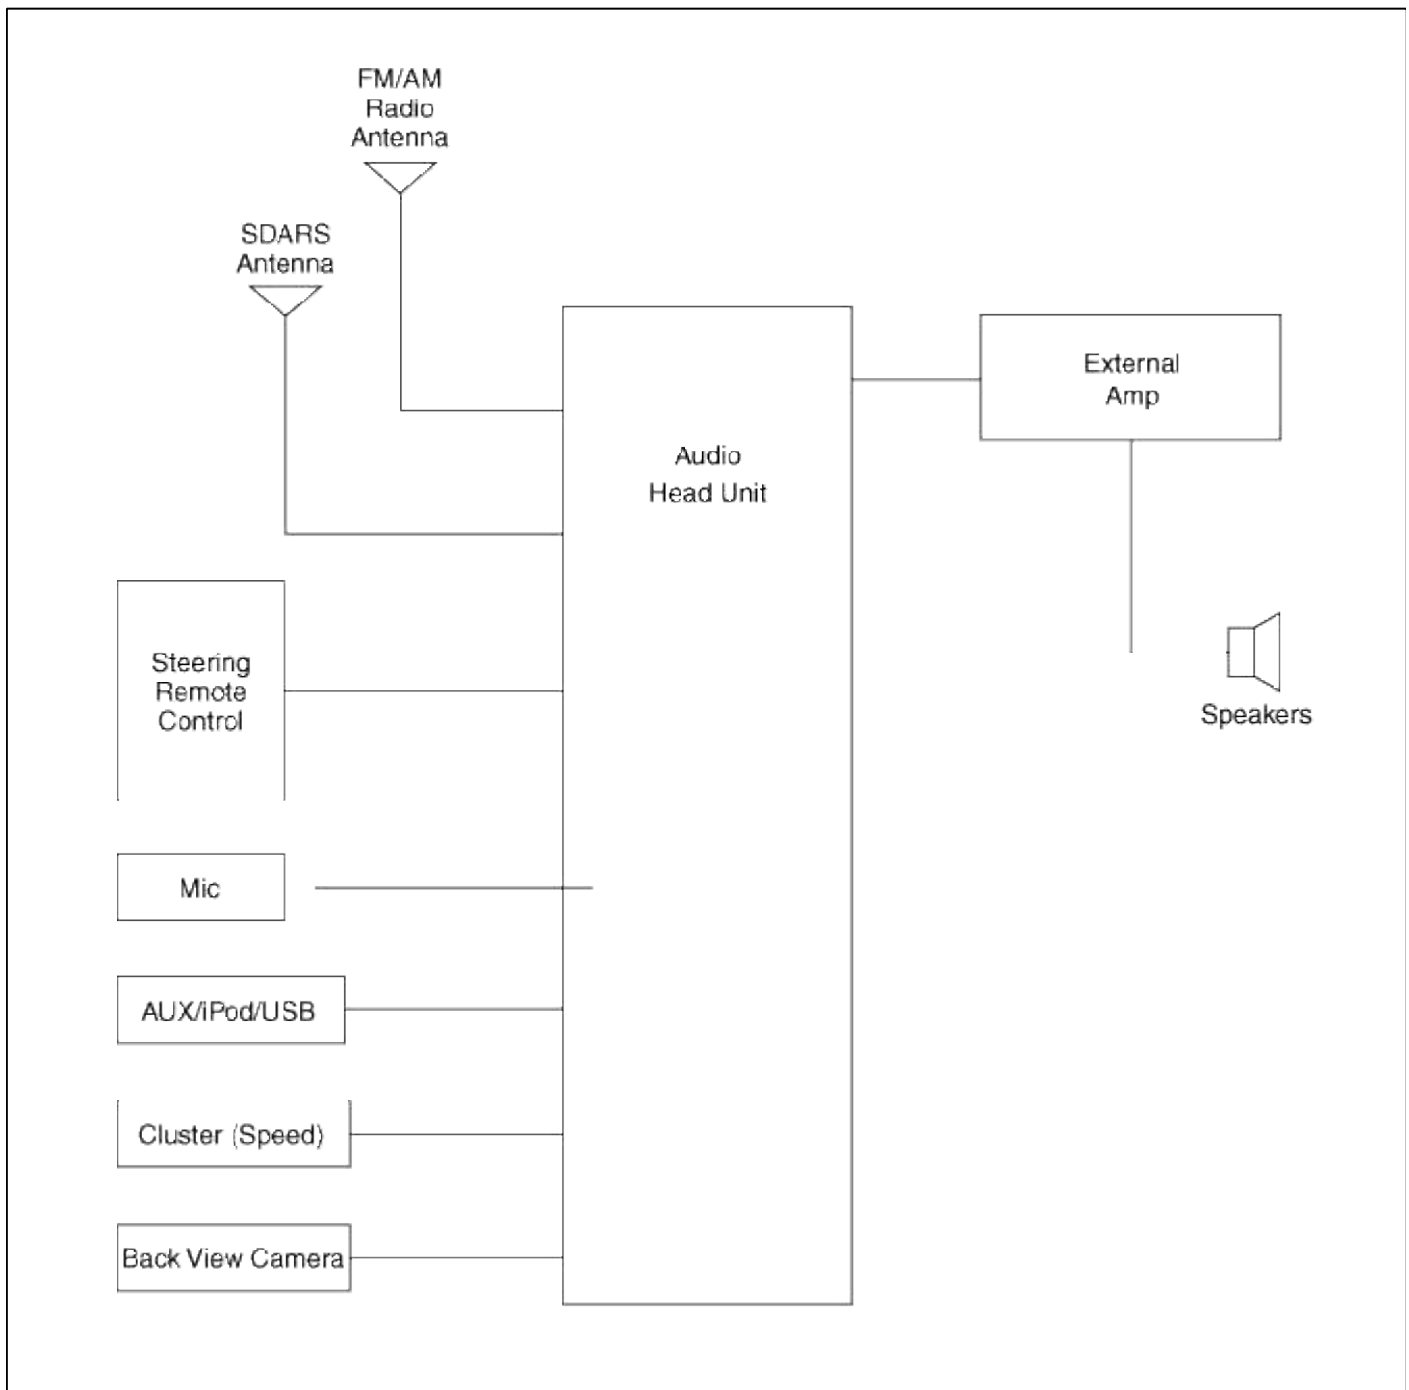 FM/AM
Radio
Antenna
SDARS
Antenna
External
Amp
Audio
Head Unit
Steering
Remote
Control
Speakers
Mic
AUX/iPod/USB
Cluster (Speed)
Back View Camera